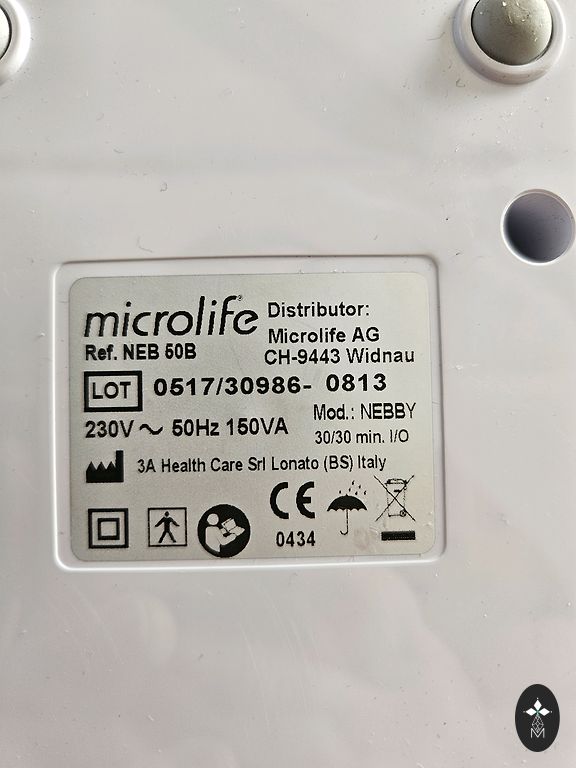 microlife®
Ref. NEB 50B
Distributor:
Microlife AG
CH-9443 Widnau
LOT 0517/30986- 0813
230V ~ 50Hz 150VA
Mod.: NEBBY
30/30 min. I/O
3A Health Care Srl Lonato (BS) Italy
CE
0434
M